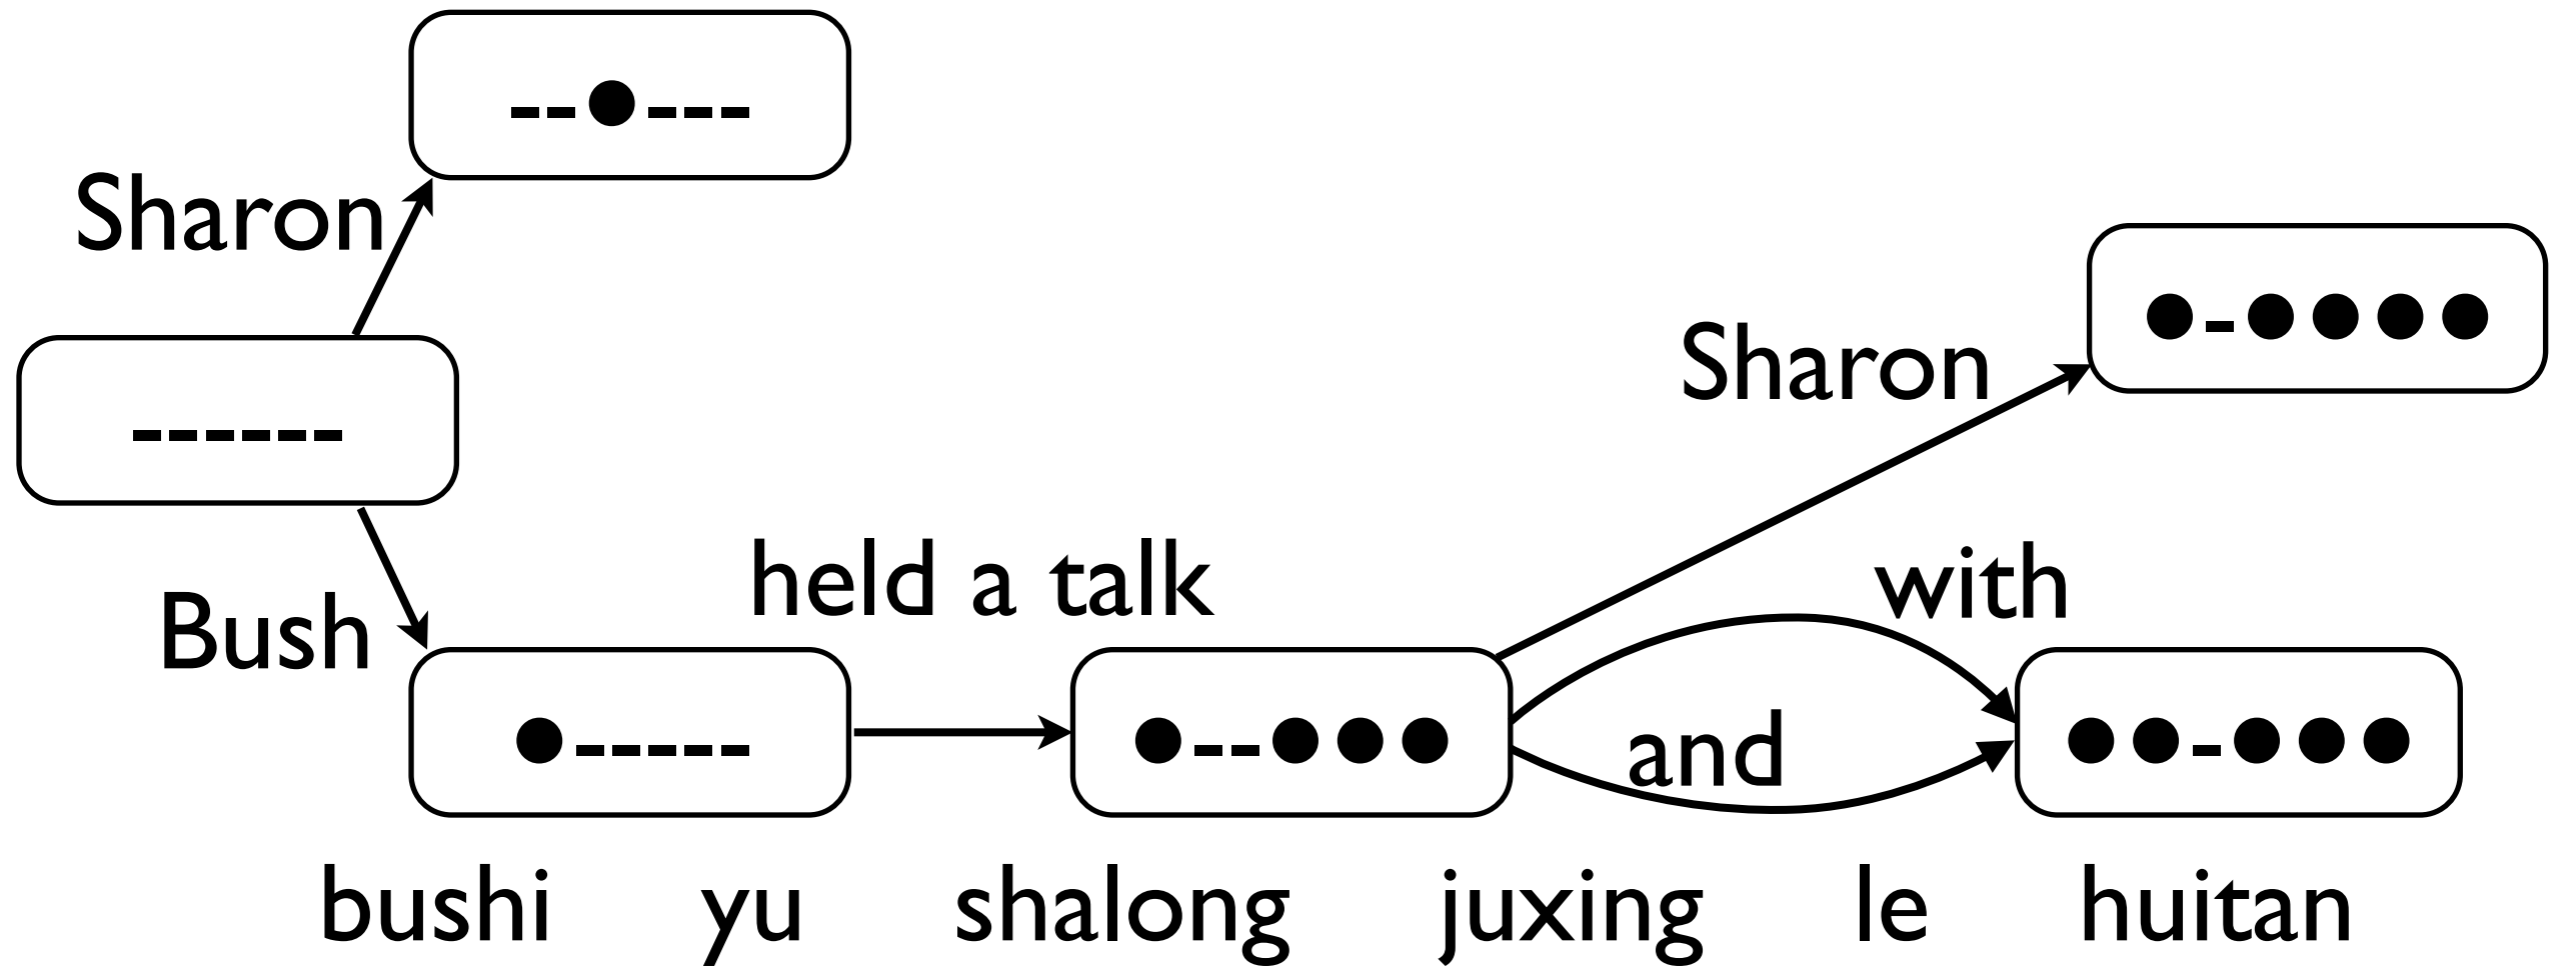 --●---
Sharon
●-●●●●
Sharon
------
held a talk
with
Bush
●-----
●--●●●
and
●●-●●●
bushi yu shalong juxing le huitan